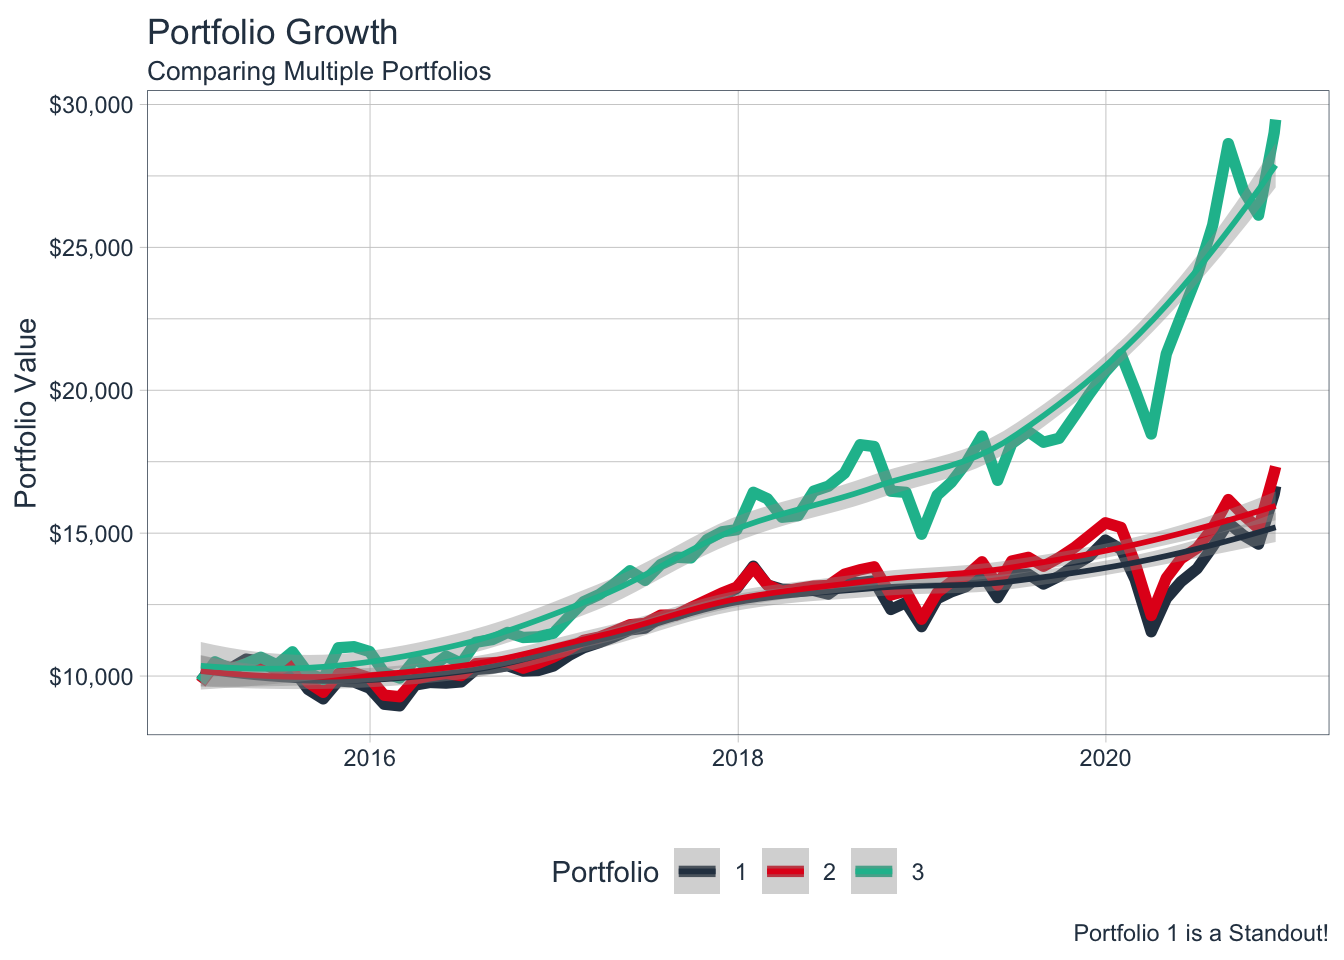 Portfolio Growth
Comparing Multiple Portfolios
$30,000
$25,000
$20,000
$15,000
$10,000
Portfolio Value
2016 2018 2020
Portfolio 1 2 3
Portfolio 1 is a Standout!